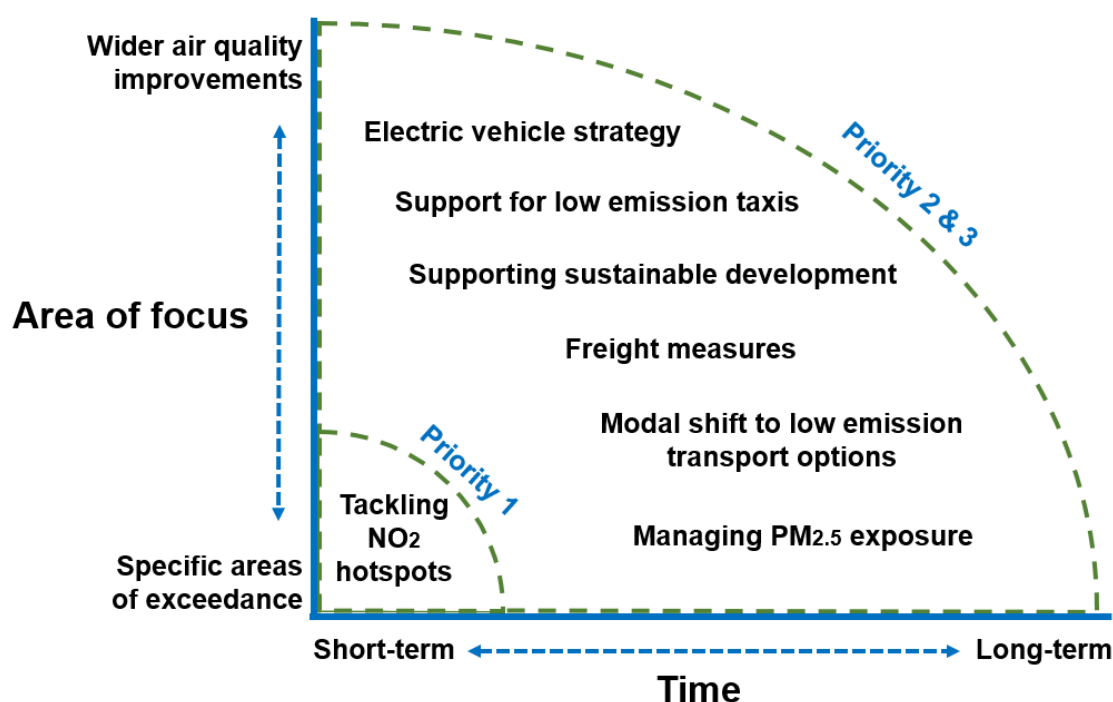 Wider air quality
improvements
Electric vehicle strategy
Priority 2 & 3
Support for low emission taxis
Supporting sustainable development
Area of focus
Freight measures
Modal shift to low emission
transport options
Priority 1
Tackling
NO2
hotspots
Managing PM2.5 exposure
Specific areas
of exceedance
Short-term
Long-term
Time